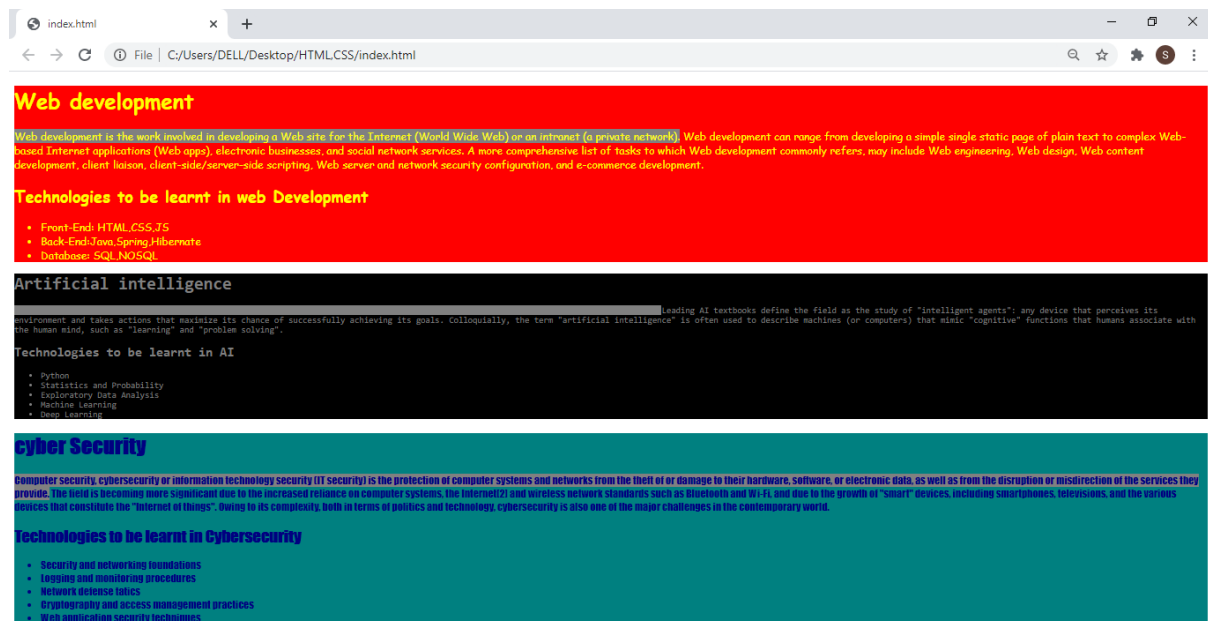 index.html
File | C:/Users/DELL/Desktop/HTML,CSS/index.html
S
Web development
Web development is the work involved in developing a Web site for the Internet (World Wide Web) or an intranet (a private network). Web development can range from developing a simple single static page of plain text to complex Web-
based Internet applications (Web apps), electronic businesses, and social network services. A more comprehensive list of tasks to which Web development commonly refers, may include Web engineering, Web design, Web content
development, client liaison, client-side/server-side scripting, Web server and network security configuration, and e-commerce development.
Technologies to be learnt in web Development
• Front-End: HTML,CSS,JS
• Back-End:Java,Spring,Hibernate
• Database: SQL,NOSQL
Artificial intelligence
Leading AI textbooks define the field as the study of "intelligent agents": any device that perceives its
environment and takes actions that maximize its chance of successfully achieving its goals. Colloquially, the term "artificial intelligence" is often used to describe machines (or computers) that mimic "cognitive" functions that humans associate with
the human mind, such as "learning" and "problem solving".
Technologies to be learnt in AI
• Python
• Statistics and Probability
• Exploratory Data Analysis
• Machine Learning
• Deep Learning
cyber Security
Computer security, cybersecurity or information technology security (IT security) is the protection of computer systems and networks from the theft of or damage to their hardware, software, or electronic data, as well as from the disruption or misdirection of the services they
provide. The field is becoming more significant due to the increased reliance on computer systems, the Internet[2] and wireless network standards such as Bluetooth and Wi-Fi, and due to the growth of "smart" devices, including smartphones, televisions, and the various
devices that constitute the "Internet of things". Owing to its complexity, both in terms of politics and technology, cybersecurity is also one of the major challenges in the contemporary world.
Technologies to be learnt in Cybersecurity
• Security and networking foundations
• Logging and monitoring procedures
• Network defense tatics
• Cryptography and access management practices
• Web application security techniques